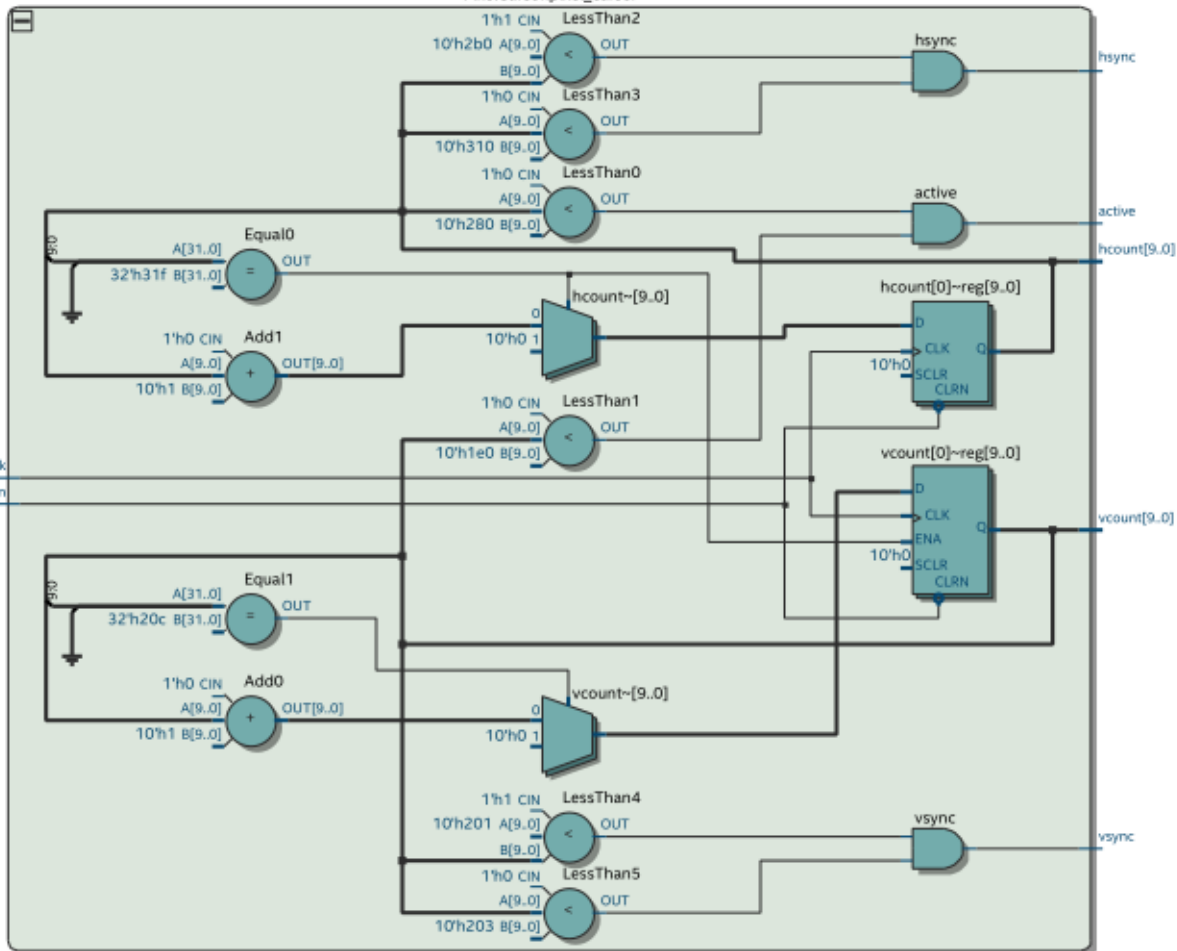 1'h1 CIN LessThan2
10'h2b0 A[9..0] OUT
B[9..0]
hsync
hsync
1'h0 CIN LessThan3
A[9..0] OUT
10'h310 B[9..0]
1'h0 CIN LessThan0
A[9..0] OUT
10'h280 B[9..0]
active
active
hcount[9..0]
9:0
Equal0
A[31..0] OUT
32'h31f B[31..0]
hcount~[9..0]
0
10'h0 1
hcount[0]~reg[9..0]
D
CLK Q
10'h0
SCLR
CLRN
1'h0 CIN Add1
A[9..0] OUT[9..0]
10'h1 B[9..0]
1'h0 CIN LessThan1
A[9..0] OUT
10'h1e0 B[9..0]
k
n
vcount[0]~reg[9..0]
D
CLK
Q
vcount[9..0]
ENA
10'h0
SCLR
CLRN
9:0
Equal1
A[31..0] OUT
32'h20c B[31..0]
1'h0 CIN Add0
A[9..0] OUT[9..0]
10'h1 B[9..0]
vcount~[9..0]
0
10'h0 1
1'h1 CIN LessThan4
10'h201 A[9..0] OUT
B[9..0]
vsync
vsync
1'h0 CIN LessThan5
A[9..0] OUT
10'h203 B[9..0]